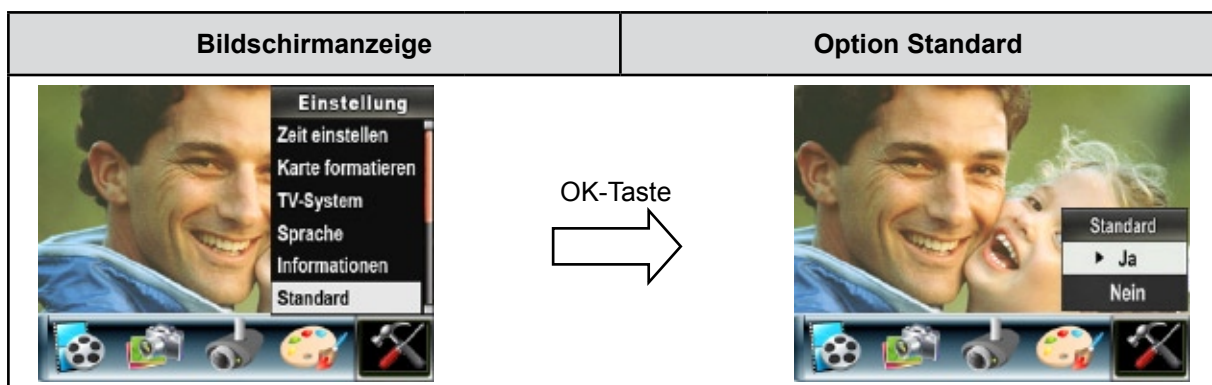 Bildschirmanzeige
Option Standard
Einstellung
Zeit einstellen
Karte formatieren
TV-System
Sprache
Informationen
Standard
OK-Taste
Standard
Ja
Nein